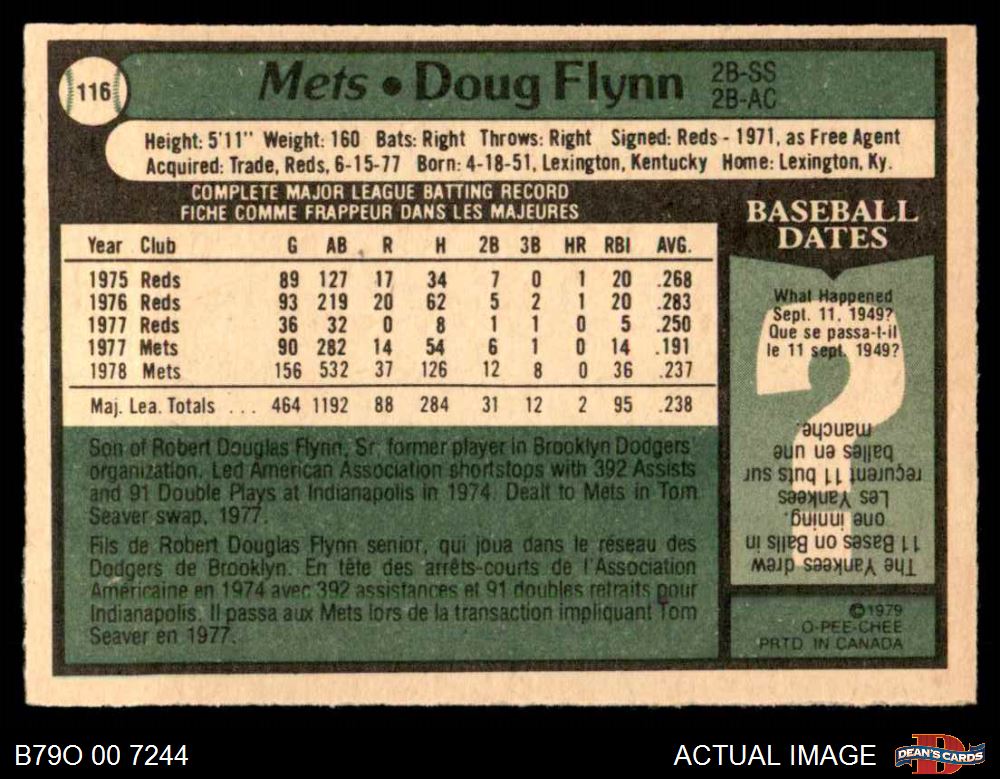 116
Mets • Doug Flynn
2B-SS
2B-AC
Height: 5'11" Weight: 160 Bats: Right Throws: Right Signed: Reds - 1971, as Free Agent
Acquired: Trade, Reds, 6-15-77 Born: 4-18-51, Lexington, Kentucky Home: Lexington, Ky.
COMPLETE MAJOR LEAGUE BATTING RECORD
FICHE COMME FRAPPEUR DANS LES MAJEURES
Year Club G AB R H 2B 3B HR RBI AVG.
1975 Reds 89 127 17 34 7 0 1 20 .268
1976 Reds 93 219 20 62 5 2 1 20 .283
1977 Reds 36 32 0 8 1 1 0 5 .250
1977 Mets 90 282 14 54 6 1 0 14 .191
1978 Mets 156 532 37 126 12 8 0 36 .237
Maj. Lea. Totals ... 464 1192 88 284 31 12 2 95 .238
Son of Robert Douglas Flynn, Sr. former player in Brooklyn Dodgers'
organization. Led American Association shortstops with 392 Assists
and 91 Double Plays at Indianapolis in 1974. Dealt to Mets in Tom
Seaver swap, 1977.
Fils de Robert Douglas Flynn senior, qui joua dans le réseau des
Dodgers de Brooklyn. En tête des arrêts-courts de l'Association
Américaine en 1974 avec 392 assistances et 91 doubles retraits pour
Indianapolis. Il passa aux Mets lors de la transaction impliquant Tom
Seaver en 1977.
BASEBALL
DATES
What Happened
Sept. 11, 1949?
Que se passa-t-il
le 11 sept. 1949?
The Yankees drew
11 Bases on Balls in
one inning.
Les Yankees
reçurent 11 buts sur
balles en une
manche.
©1979
O-PEE-CHEE
PRTD. IN CANADA
B79O 00 7244
ACTUAL IMAGE
DEAN'S CARDS